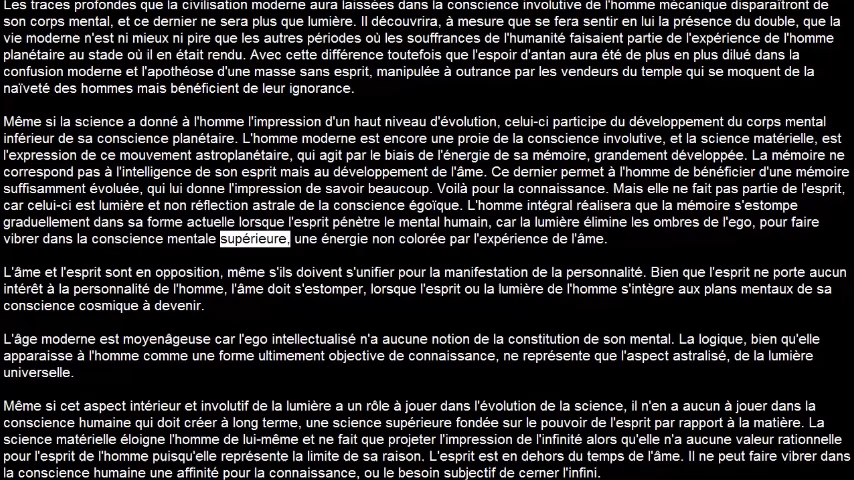 Les traces profondes que la civilisation moderne aura laissées dans la conscience involutive de l'homme mécanique disparaîtront de
son corps mental, et ce dernier ne sera plus que lumière. Il découvrira, à mesure que se fera sentir en lui la présence du double, que la
vie moderne n'est ni mieux ni pire que les autres périodes où les souffrances de l'humanité faisaient partie de l'expérience de l'homme
planétaire au stade où il en était rendu. Avec cette différence toutefois que l'espoir d'antan aura été de plus en plus dilué dans la
confusion moderne et l'apothéose d'une masse sans esprit, manipulée à outrance par les vendeurs du temple qui se moquent de la
naïveté des hommes mais bénéficient de leur ignorance.
Même si la science a donné à l'homme l'impression d'un haut niveau d'évolution, celui-ci participe du développement du corps mental
inférieur de sa conscience planétaire. L'homme moderne est encore une proie de la conscience involutive, et la science matérielle, est
l'expression de ce mouvement astroplanétaire, qui agit par le biais de l'énergie de sa mémoire, grandement développée. La mémoire ne
correspond pas à l'intelligence de son esprit mais au développement de l'âme. Ce dernier permet à l'homme de bénéficier d'une mémoire
suffisamment évoluée, qui lui donne l'impression de savoir beaucoup. Voilà pour la connaissance. Mais elle ne fait pas partie de l'esprit,
car celui-ci est lumière et non réflection astrale de la conscience égoïque. L'homme intégral réalisera que la mémoire s'estompe
graduellement dans sa forme actuelle lorsque l'esprit pénètre le mental humain, car la lumière élimine les ombres de l'ego, pour faire
vibrer dans la conscience mentale supérieure, une énergie non colorée par l'expérience de l'âme.
L'âme et l'esprit sont en opposition, même s'ils doivent s'unifier pour la manifestation de la personnalité. Bien que l'esprit ne porte aucun
intérêt à la personnalité de l'homme, l'âme doit s'estomper, lorsque l'esprit ou la lumière de l'homme s'intègre aux plans mentaux de sa
conscience cosmique à devenir.
L'âge moderne est moyenâgeuse car l'ego intellectualisé n'a aucune notion de la constitution de son mental. La logique, bien qu'elle
apparaisse à l'homme comme une forme ultimement objective de connaissance, ne représente que l'aspect astralisé, de la lumière
universelle.
Même si cet aspect intérieur et involutif de la lumière a un rôle à jouer dans l'évolution de la science, il n'en a aucun à jouer dans la
conscience humaine qui doit créer à long terme, une science supérieure fondée sur le pouvoir de l'esprit par rapport à la matière. La
science matérielle éloigne l'homme de lui-même et ne fait que projeter l'impression de l'infinité alors qu'elle n'a aucune valeur rationnelle
pour l'esprit de l'homme puisqu'elle représente la limite de sa raison. L'esprit est en dehors du temps de l'âme. Il ne peut faire vibrer dans
la conscience humaine une affinité pour la connaissance, ou le besoin subjectif de cerner l'infini.